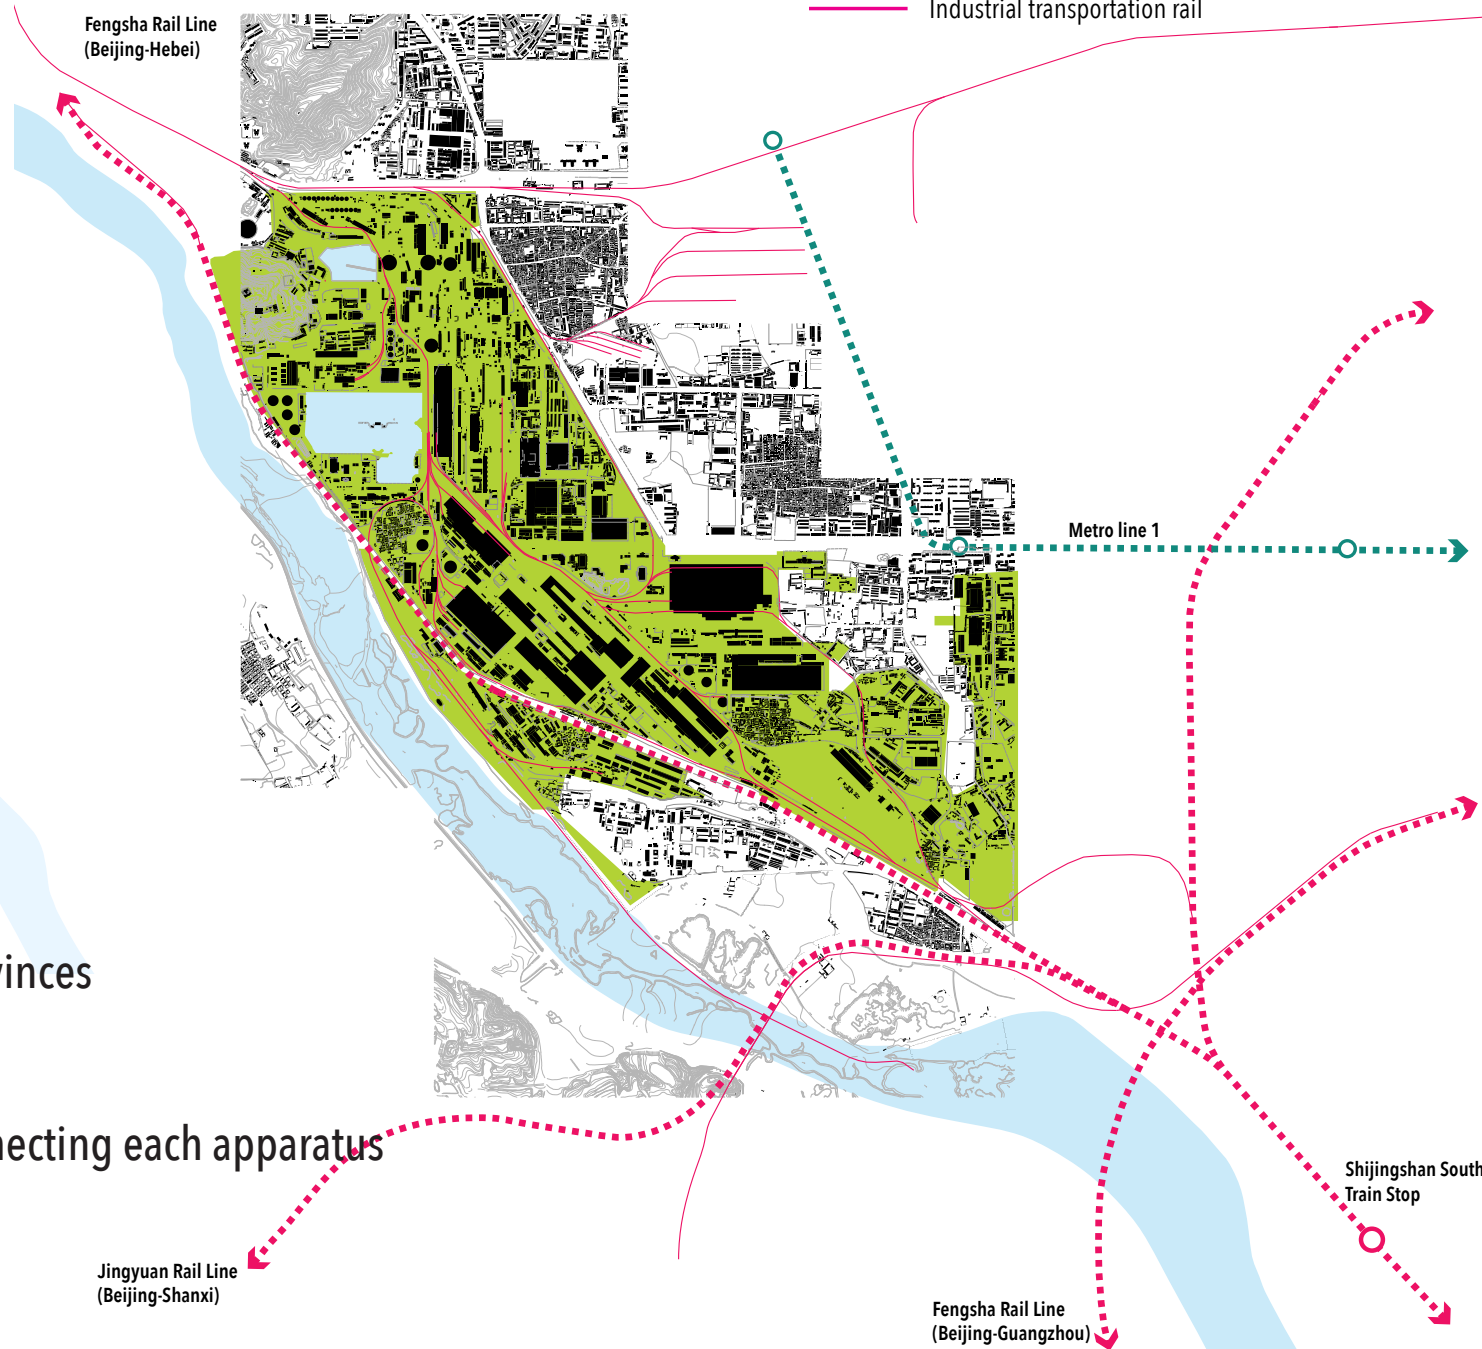 Industrial transportation rail
Fengsha Rail Line
(Beijing-Hebei)
Metro line 1
vinces
necting each apparatus
Shijingshan South
Train Stop
Jingyuan Rail Line
(Beijing-Shanxi)
Fengsha Rail Line
(Beijing-Guangzhou)